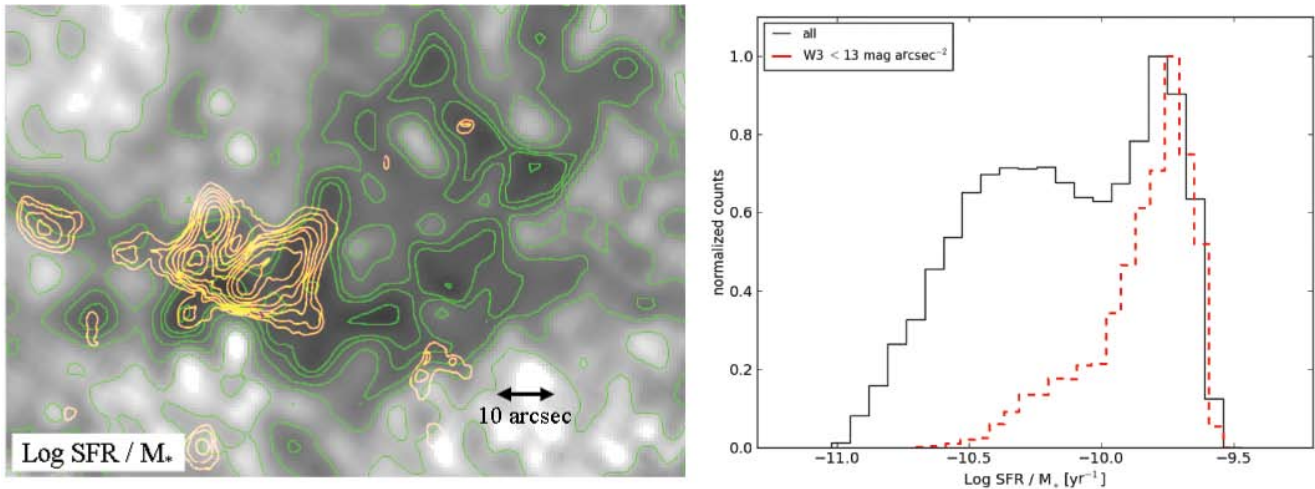 Log SFR / M*
10 arcsec
all
W3 < 13 mag arcsec⁻²
normalized counts
1.0
0.8
0.6
0.4
0.2
0.0
−11.0
−10.5
−10.0
−9.5
Log SFR / M* [yr⁻¹]